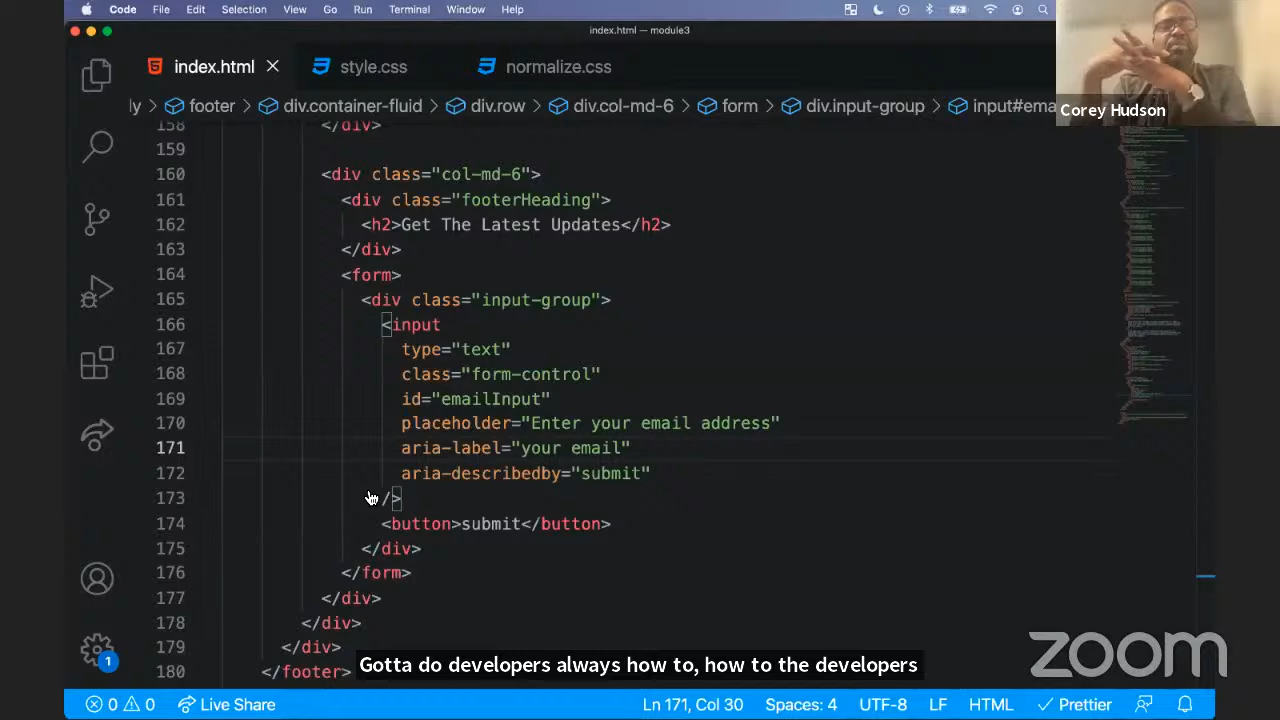 Code File Edit Selection View Go Run Terminal Window Help
index.html — module3
index.html style.css normalize.css
ly > footer > div.container-fluid > div.row > div.col-md-6 > form > div.input-group > input#ema
Corey Hudson
158 </div>
159
160 <div class="col-md-6">
161 <div class="footerHeading">
162 <h2>Get The Latest Updates</h2>
163 </div>
164 <form>
165 <div class="input-group">
166 <input
167 type="text"
168 class="form-control"
169 id="emailInput"
170 placeholder="Enter your email address"
171 aria-label="your email"
172 aria-describedby="submit"
173 />
174 <button>submit</button>
175 </div>
176 </form>
177 </div>
178 </div>
179 </div>
180 </footer>
1
Gotta do developers always how to, how to the developers
zoom
0 0 Live Share Ln 171, Col 30 Spaces: 4 UTF-8 LF HTML Prettier